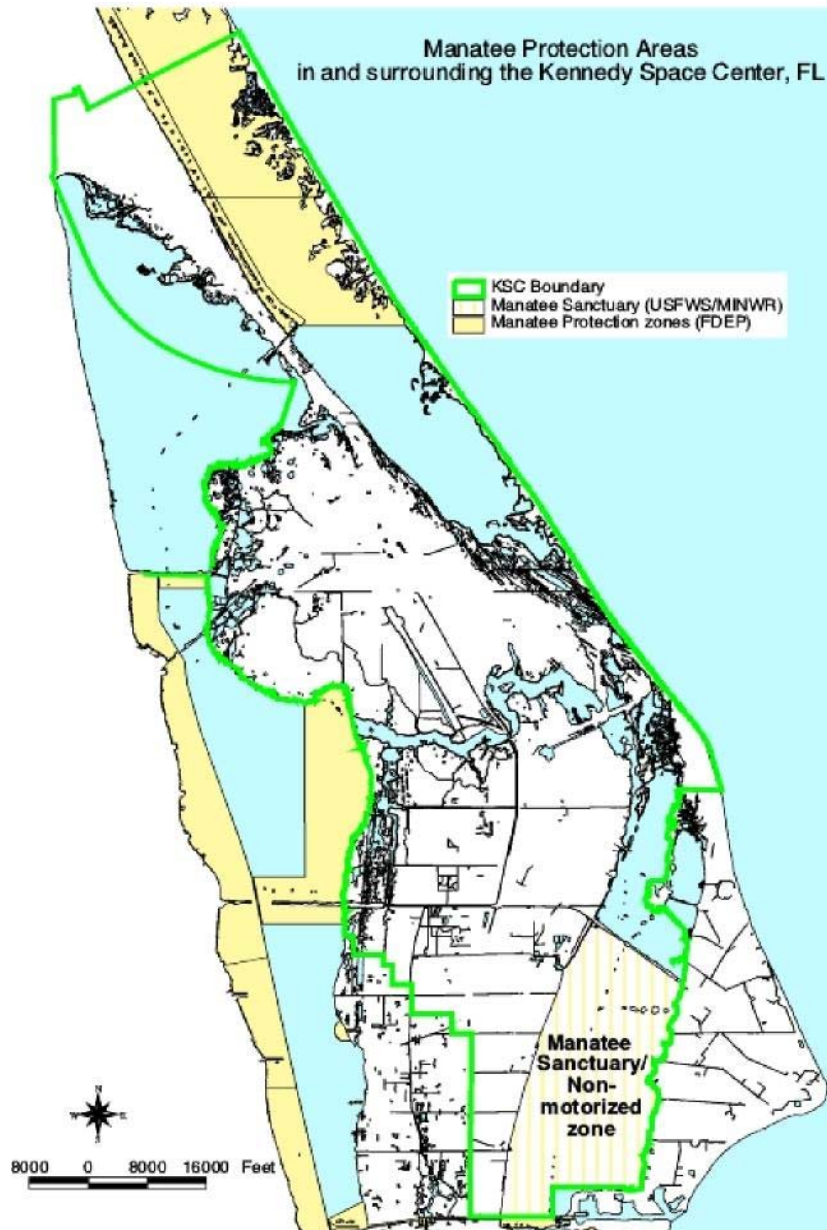 Manatee Protection Areas
in and surrounding the Kennedy Space Center, FL
KSC Boundary
Manatee Sanctuary (USFWS/MINWR)
Manatee Protection zones (FDEP)
Manatee
Sanctuary/
Non-
motorized
zone
N
W E
S
8000 0 8000 16000 Feet